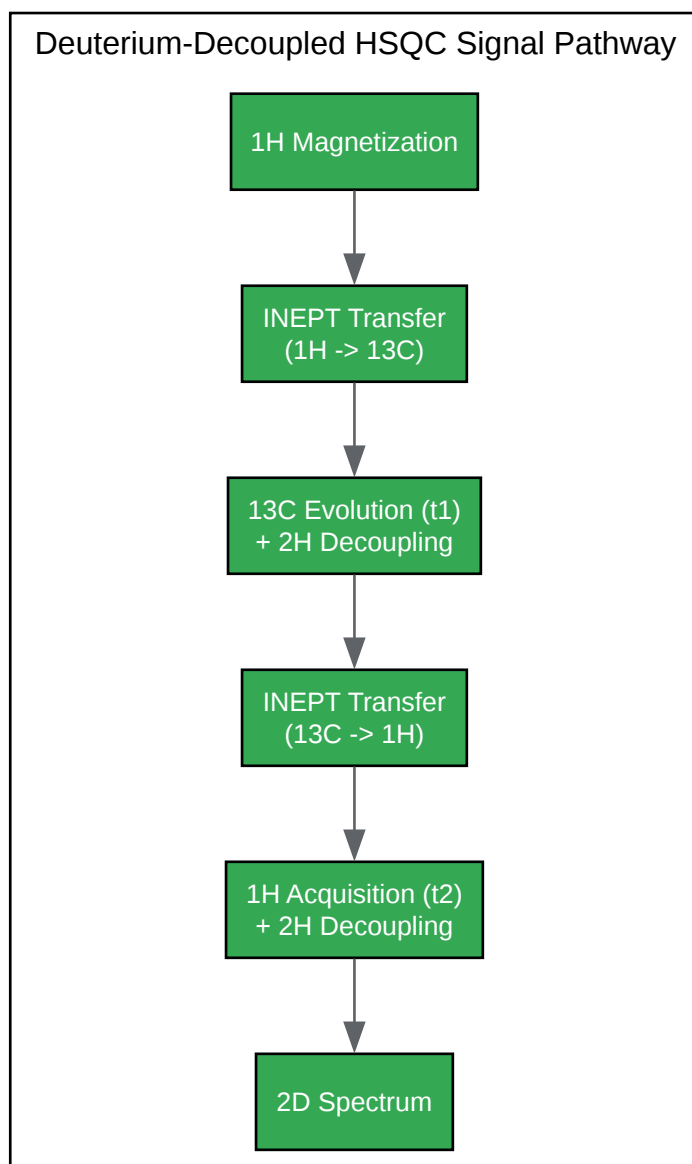 Deuterium-Decoupled HSQC Signal Pathway
1H Magnetization
INEPT Transfer
(1H -> 13C)
13C Evolution (t1)
+ 2H Decoupling
INEPT Transfer
(13C -> 1H)
1H Acquisition (t2)
+ 2H Decoupling
2D Spectrum